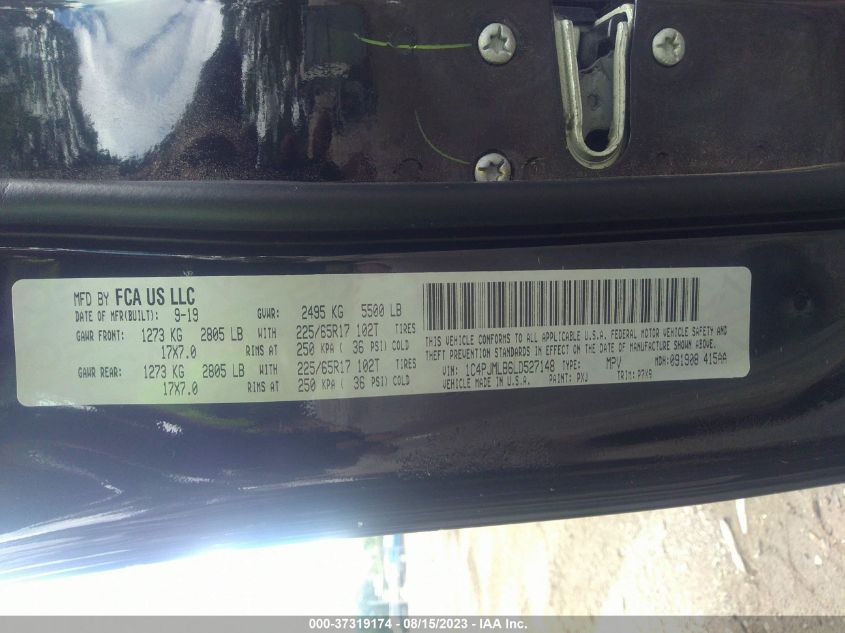 MFD BY FCA US LLC
DATE OF MFR(BUILT): 9-19 GVWR: 2495 KG 5500 LB
GAWR FRONT: 1273 KG 2805 LB WITH 225/65R17 102T TIRES
17X7.0 RIMS AT 250 KPA ( 36 PSI) COLD
GAWR REAR: 1273 KG 2805 LB WITH 225/65R17 102T TIRES
17X7.0 RIMS AT 250 KPA ( 36 PSI) COLD
THIS VEHICLE CONFORMS TO ALL APPLICABLE U.S.A. FEDERAL MOTOR VEHICLE SAFETY AND
THEFT PREVENTION STANDARDS IN EFFECT ON THE DATE OF MANUFACTURE SHOWN ABOVE.
VIN: 1C4PJMLB6LD527148 TYPE: MPV MDH:091908 415AA
PAINT: PXJ TRIM: P7X9
000-37319174 - 08/15/2023 - IAA Inc.